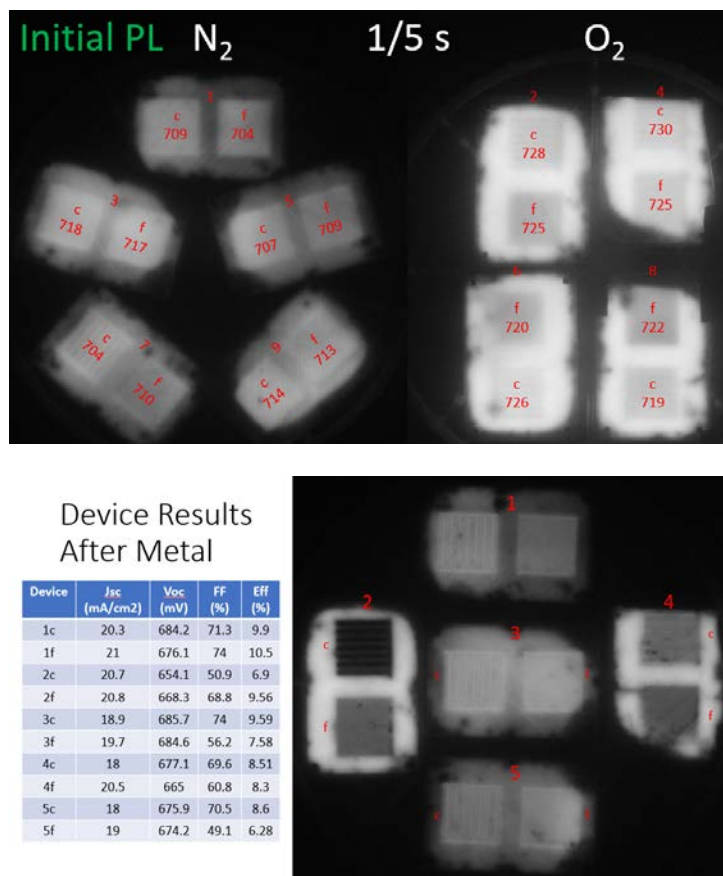 Initial PL N₂ 1/5 s O₂
1
c f
709 704
3
c f
718 717
c f
707 709
7
c f
704 710
9
c f
714 713
2
c
728
f
725
4
c
730
f
725
6
f
720
c
726
8
f
722
c
719
Device Results
After Metal
Device Jsc (mA/cm2) Voc (mV) FF (%) Eff (%)
1c 20.3 684.2 71.3 9.9
1f 21 676.1 74 10.5
2c 20.7 654.1 50.9 6.9
2f 20.8 668.3 68.8 9.56
3c 18.9 685.7 74 9.59
3f 19.7 684.6 56.2 7.58
4c 18 677.1 69.6 8.51
4f 20.5 665 60.8 8.3
5c 18 675.9 70.5 8.6
5f 19 674.2 49.1 6.28
1
2
c
f
3
4
c
f
5